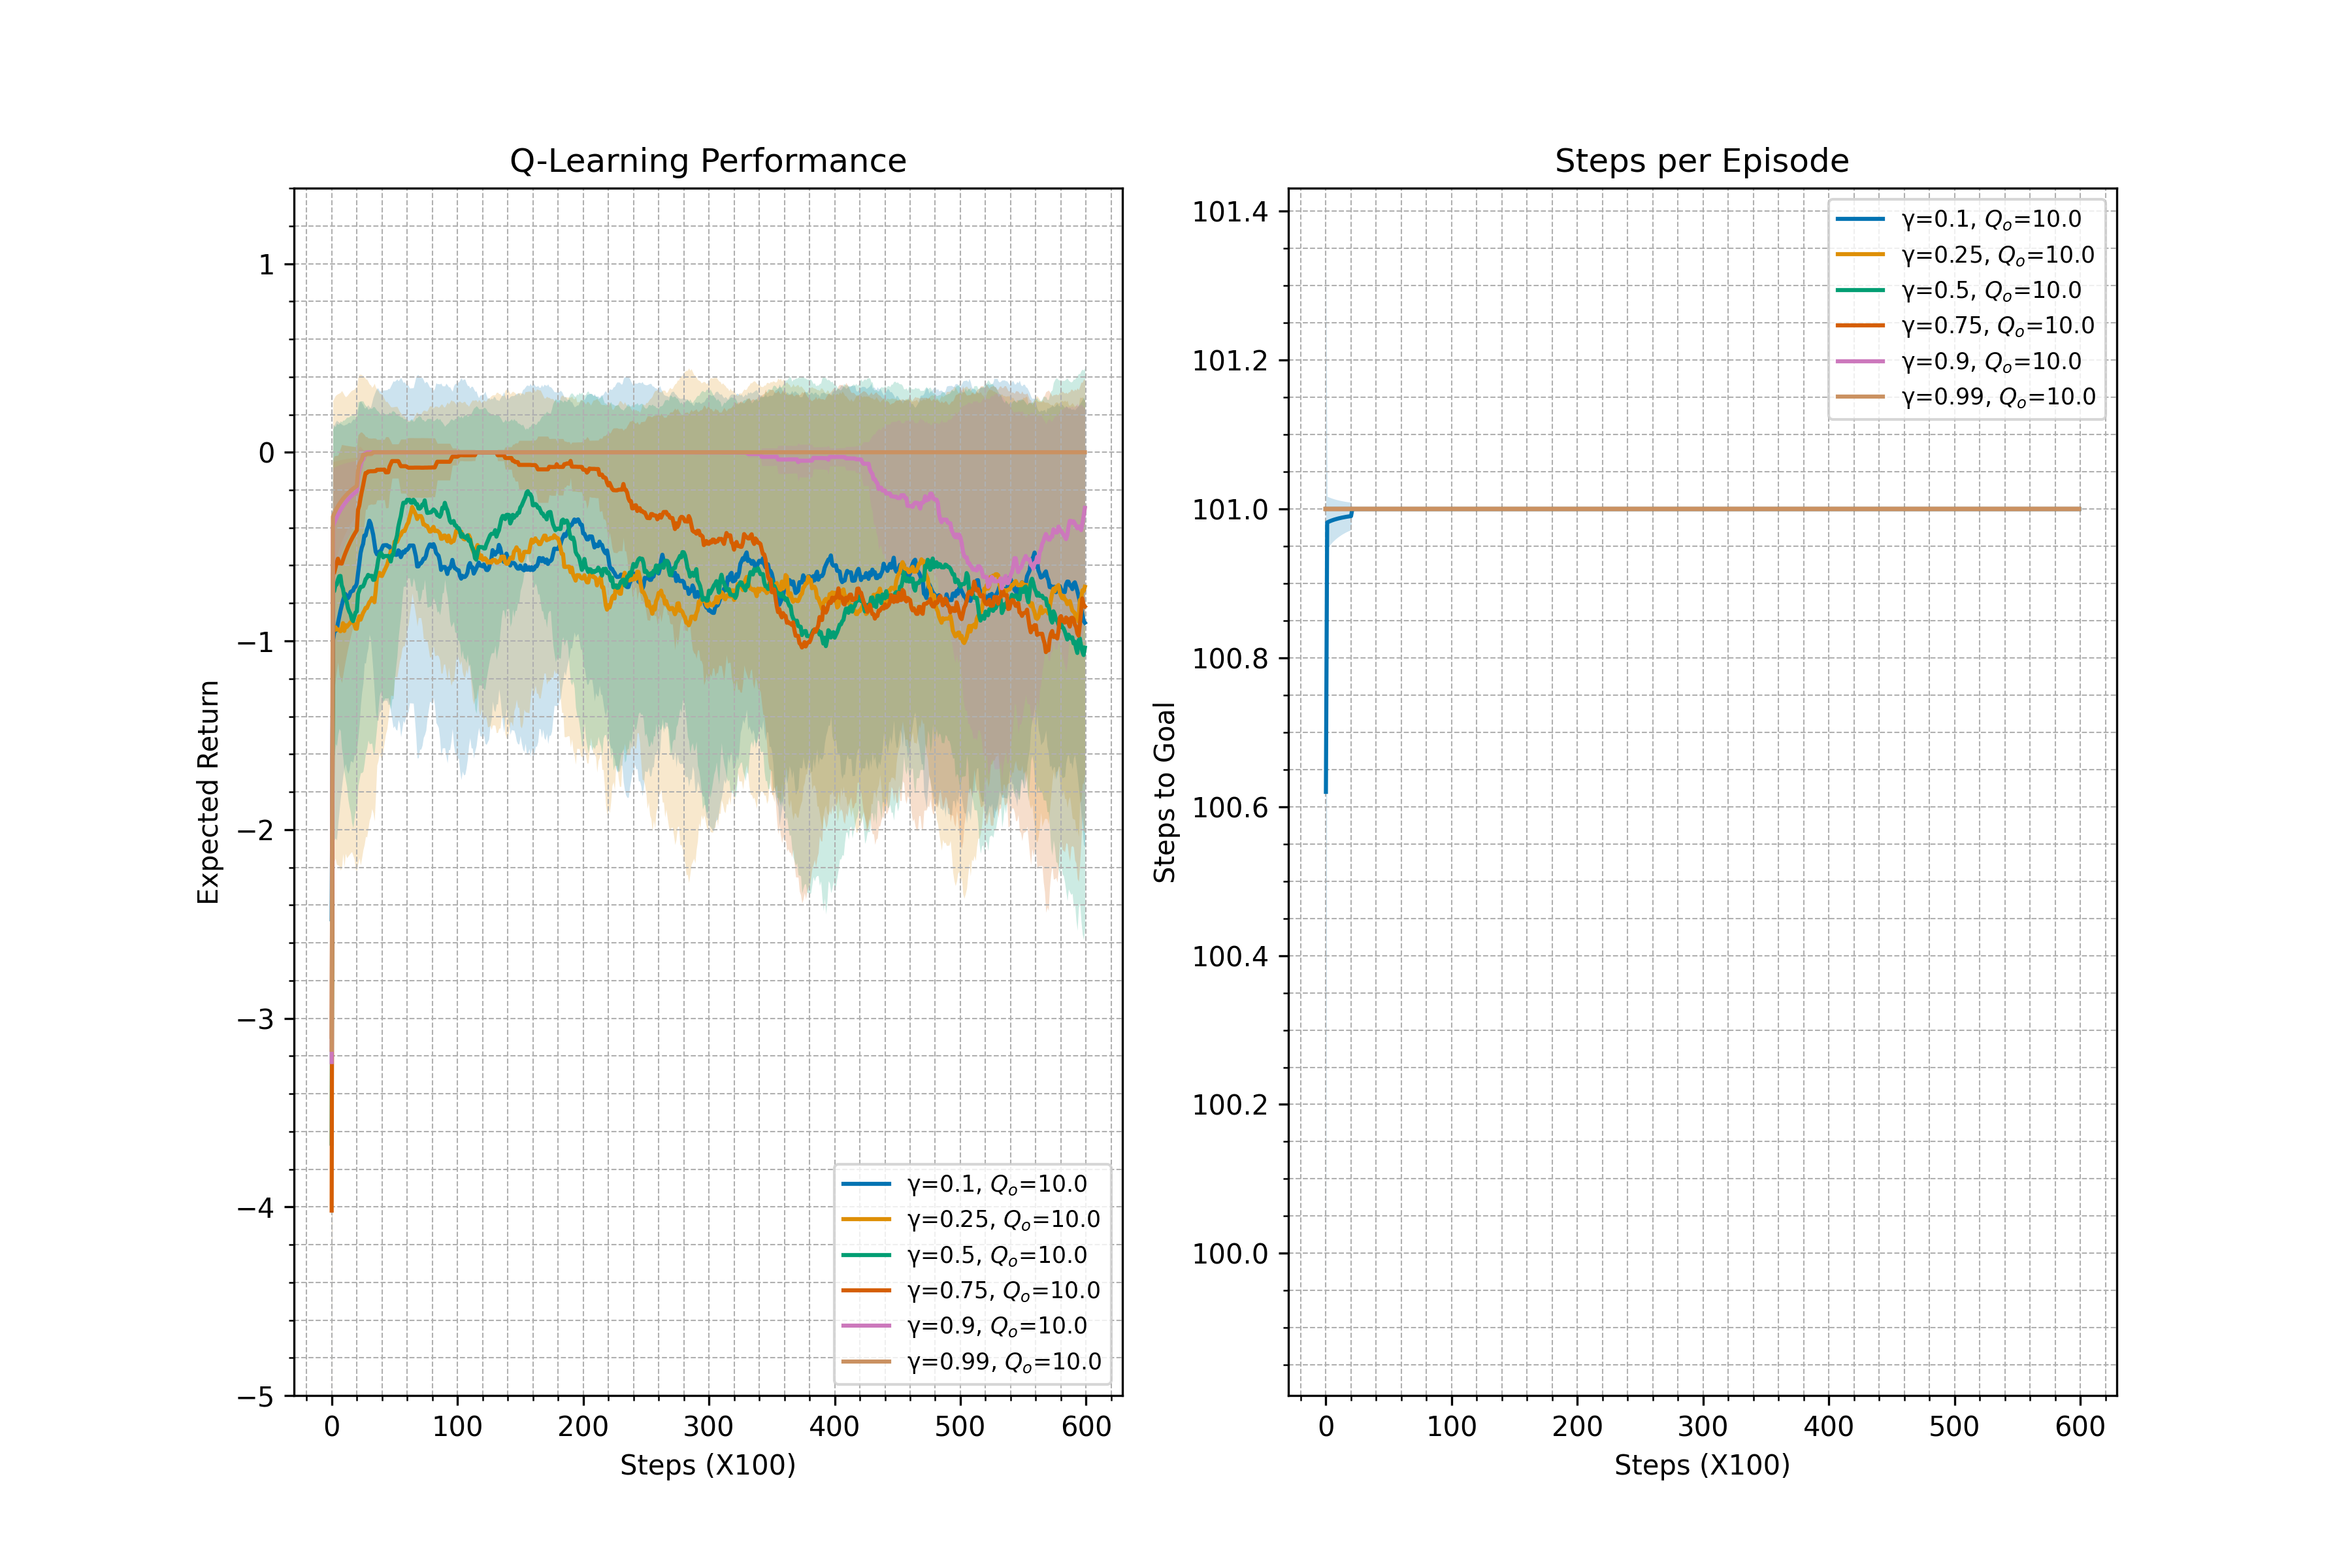 Q-Learning Performance
Expected Return
1
0
−1
−2
−3
−4
−5
0 100 200 300 400 500 600
Steps (X100)
γ=0.1, Qo=10.0
γ=0.25, Qo=10.0
γ=0.5, Qo=10.0
γ=0.75, Qo=10.0
γ=0.9, Qo=10.0
γ=0.99, Qo=10.0
Steps per Episode
Steps to Goal
101.4
101.2
101.0
100.8
100.6
100.4
100.2
100.0
0 100 200 300 400 500 600
Steps (X100)
γ=0.1, Qo=10.0
γ=0.25, Qo=10.0
γ=0.5, Qo=10.0
γ=0.75, Qo=10.0
γ=0.9, Qo=10.0
γ=0.99, Qo=10.0